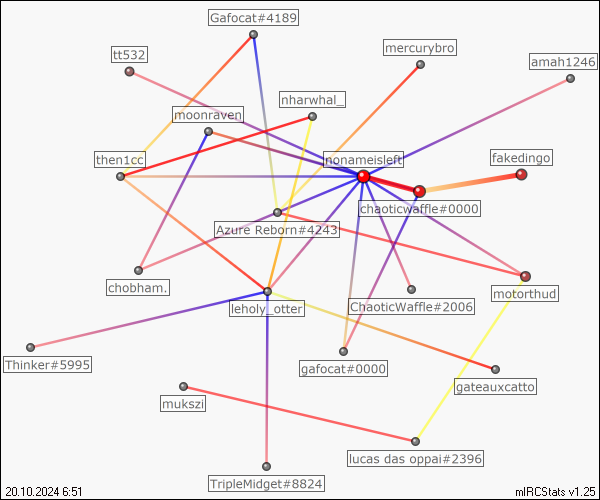 Gafocat#4189
mercurybro
tt532
amah1246
nharwhal_
moonraven
fakedingo
then1cc
nonameisleft
chaoticwaffle#0000
Azure Reborn#4243
chobham.
motorthud
leholy_otter
ChaoticWaffle#2006
Thinker#5995
gafocat#0000
gateauxcatto
mukszi
lucas das oppai#2396
TripleMidget#8824
20.10.2024 6:51
mIRCStats v1.25